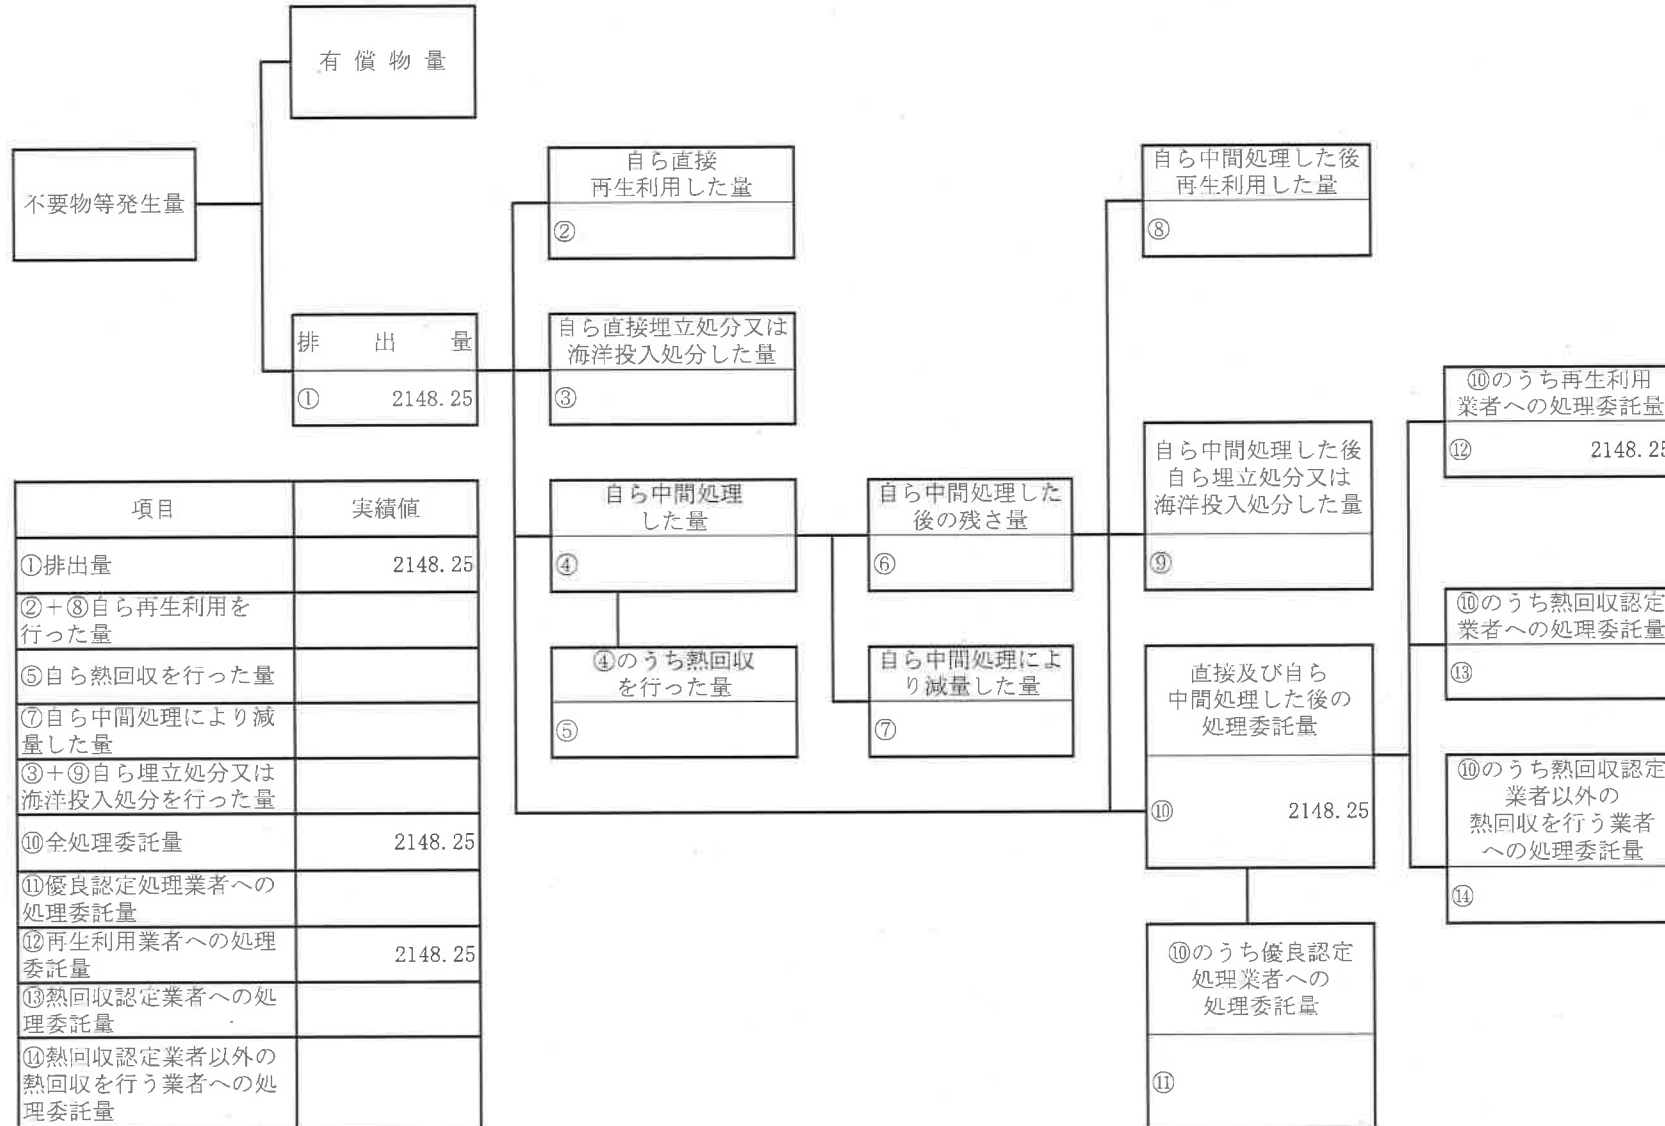 有償物量
不要物等発生量
排出量
① 2148.25
自ら直接
再生利用した量
②
自ら直接埋立処分又は
海洋投入処分した量
③
自ら中間処理
した量
④
④のうち熱回収
を行った量
⑤
自ら中間処理した
後の残さ量
⑥
自ら中間処理によ
り減量した量
⑦
自ら中間処理した後
再生利用した量
⑧
自ら中間処理した後
自ら埋立処分又は
海洋投入処分した量
⑨
直接及び自ら
中間処理した後の
処理委託量
⑩ 2148.25
⑩のうち優良認定
処理業者への
処理委託量
⑪
⑩のうち再生利用
業者への処理委託量
⑫ 2148.25
⑩のうち熱回収認定
業者への処理委託量
⑬
⑩のうち熱回収認定
業者以外の
熱回収を行う業者
への処理委託量
⑭
項目 実績値
①排出量 2148.25
②+⑧自ら再生利用を
行った量
⑤自ら熱回収を行った量
⑦自ら中間処理により減
量した量
③+⑨自ら埋立処分又は
海洋投入処分を行った量
⑩全処理委託量 2148.25
⑪優良認定処理業者への
処理委託量
⑫再生利用業者への処理
委託量 2148.25
⑬熱回収認定業者への処
理委託量
⑭熱回収認定業者以外の
熱回収を行う業者への処
理委託量